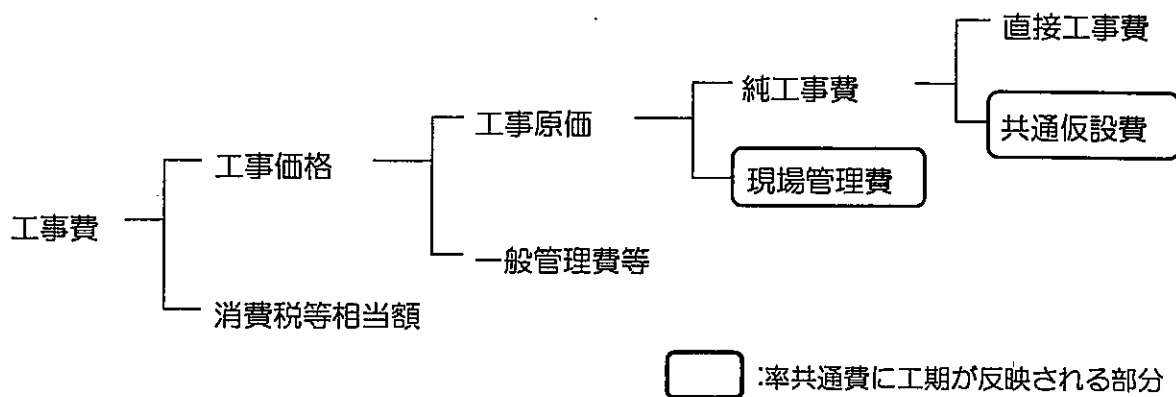 直接工事費
純工事費
共通仮設費
工事原価
現場管理費
工事価格
工事費
一般管理費等
消費税等相当額
:率共通費に工期が反映される部分